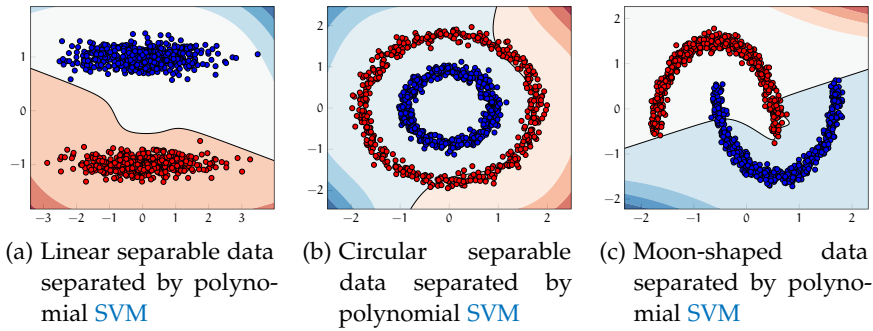 1
0
−1
−3 −2 −1 0 1 2 3
2
1
0
−1
−2
−1 0 1 2
2
1
0
−1
−2
−2 −1 0 1 2
(a) Linear separable data
separated by polyno-
mial SVM
(b) Circular separable
data separated by
polynomial SVM
(c) Moon-shaped data
separated by polyno-
mial SVM